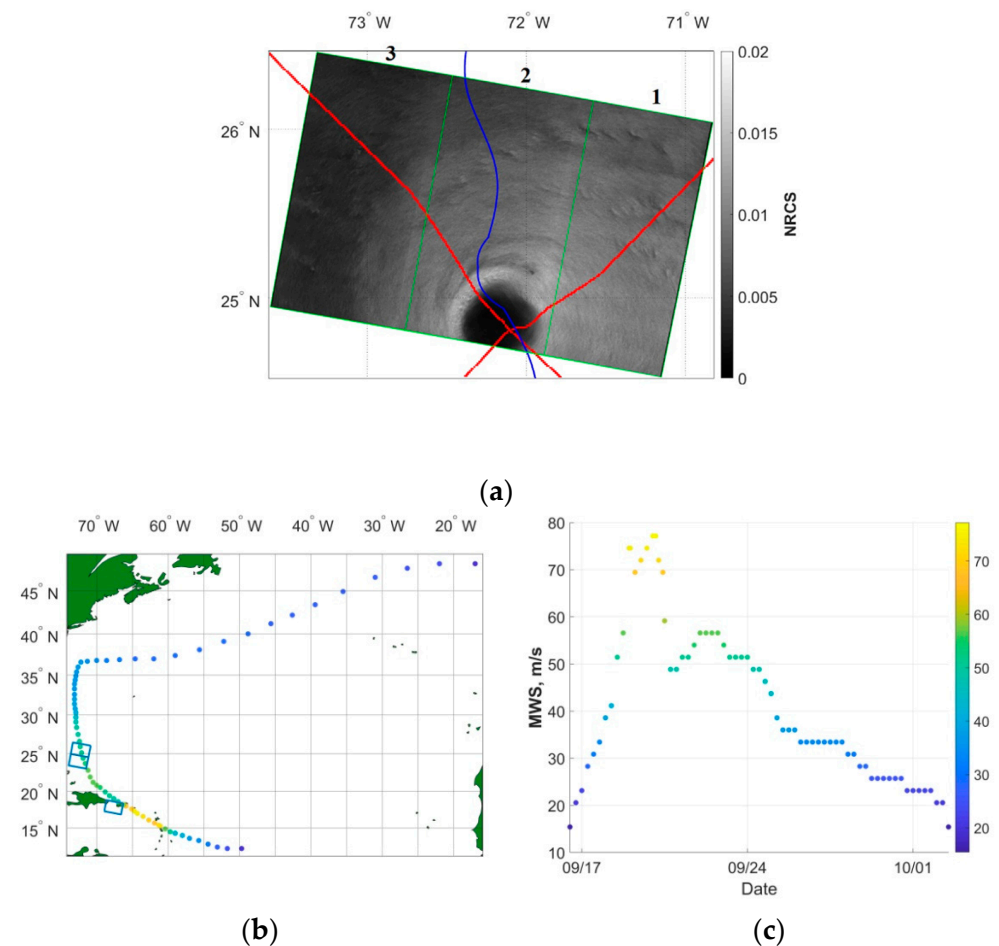 73° W 72° W 71° W
3 2 1
26° N
25° N
0.02
0.015
0.01
0.005
0
NRCS
(a)
70° W 60° W 50° W 40° W 30° W 20° W
45° N
40° N
35° N
30° N
25° N
20° N
15° N
(b)
80
70
60
50
40
30
20
10
MWS, m/s
09/17 09/24 10/01
Date
70
60
50
40
30
20
(c)